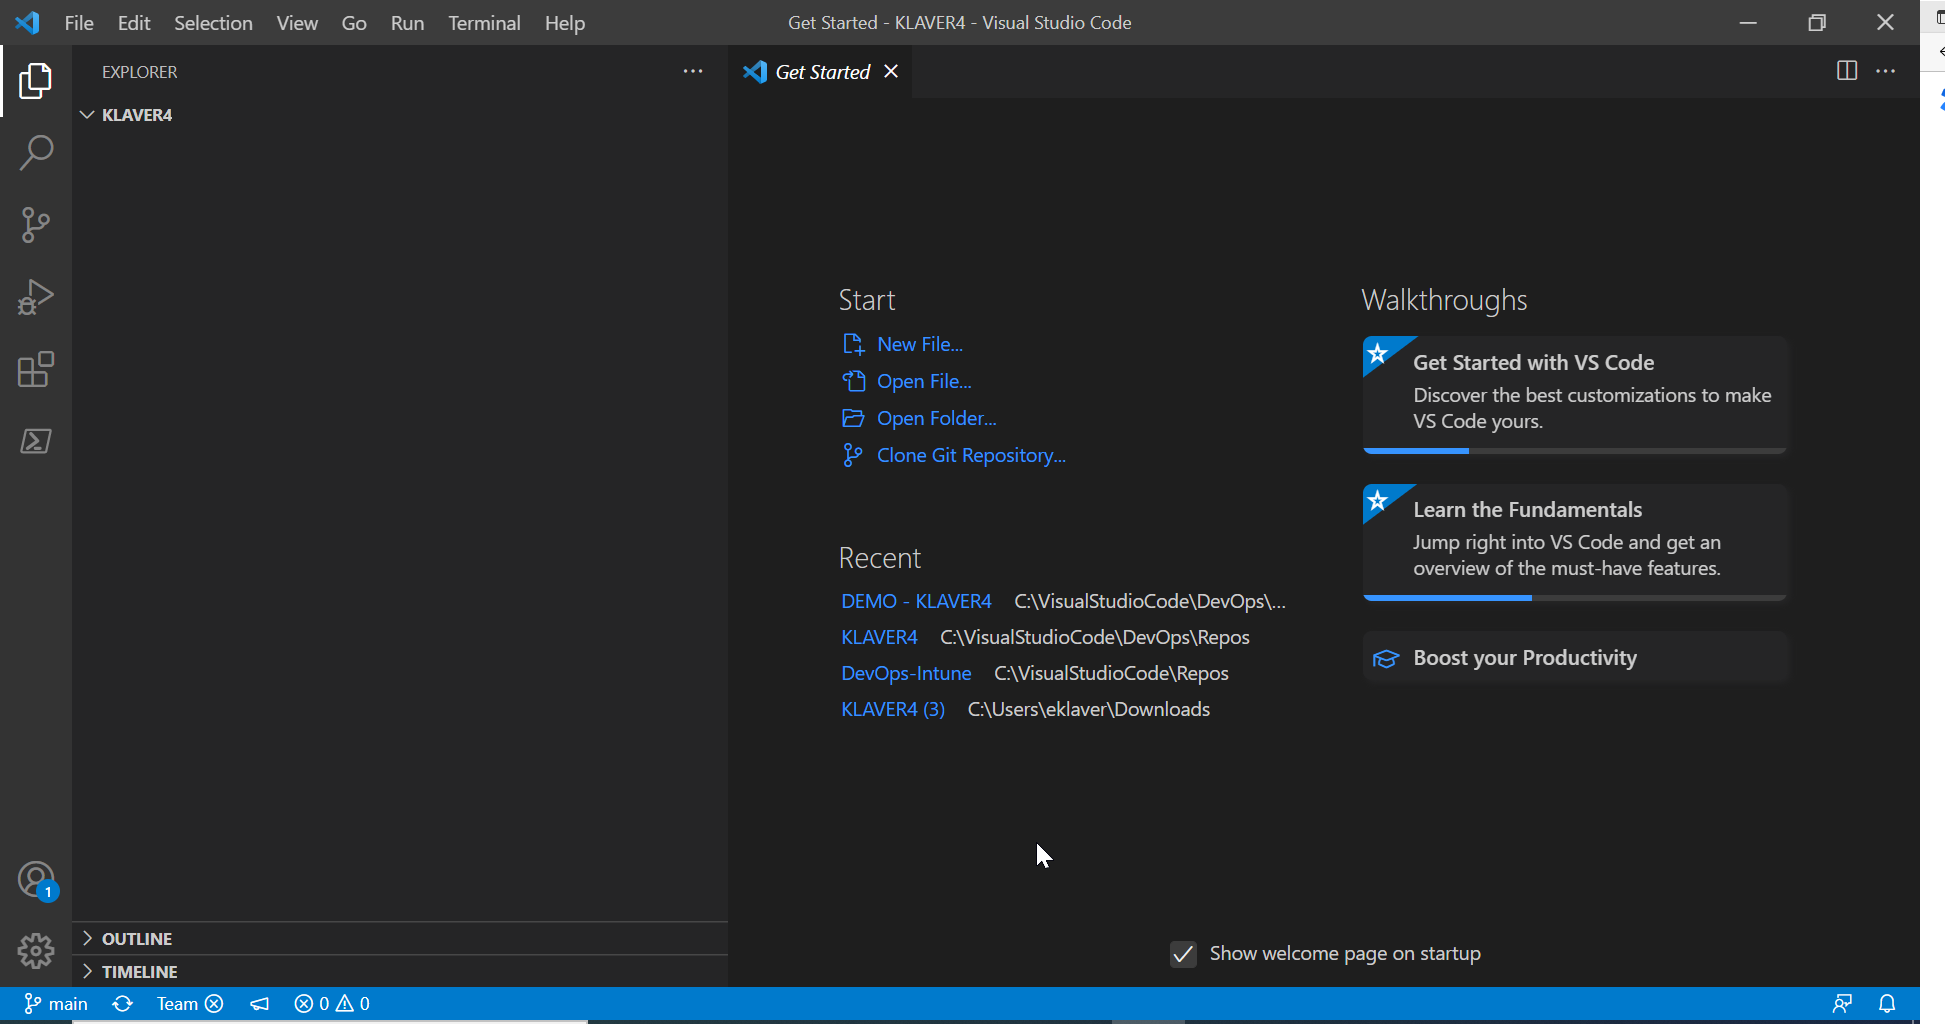 File Edit Selection View Go Run Terminal Help Get Started - KLAVER4 - Visual Studio Code
EXPLORER
Get Started
KLAVER4
Start
New File...
Open File...
Open Folder...
Clone Git Repository...
Recent
DEMO - KLAVER4 C:\VisualStudioCode\DevOps\...
KLAVER4 C:\VisualStudioCode\DevOps\Repos
DevOps-Intune C:\VisualStudioCode\Repos
KLAVER4 (3) C:\Users\eklaver\Downloads
Walkthroughs
Get Started with VS Code
Discover the best customizations to make
VS Code yours.
Learn the Fundamentals
Jump right into VS Code and get an
overview of the must-have features.
Boost your Productivity
Show welcome page on startup
1
OUTLINE
TIMELINE
main Team 0 0